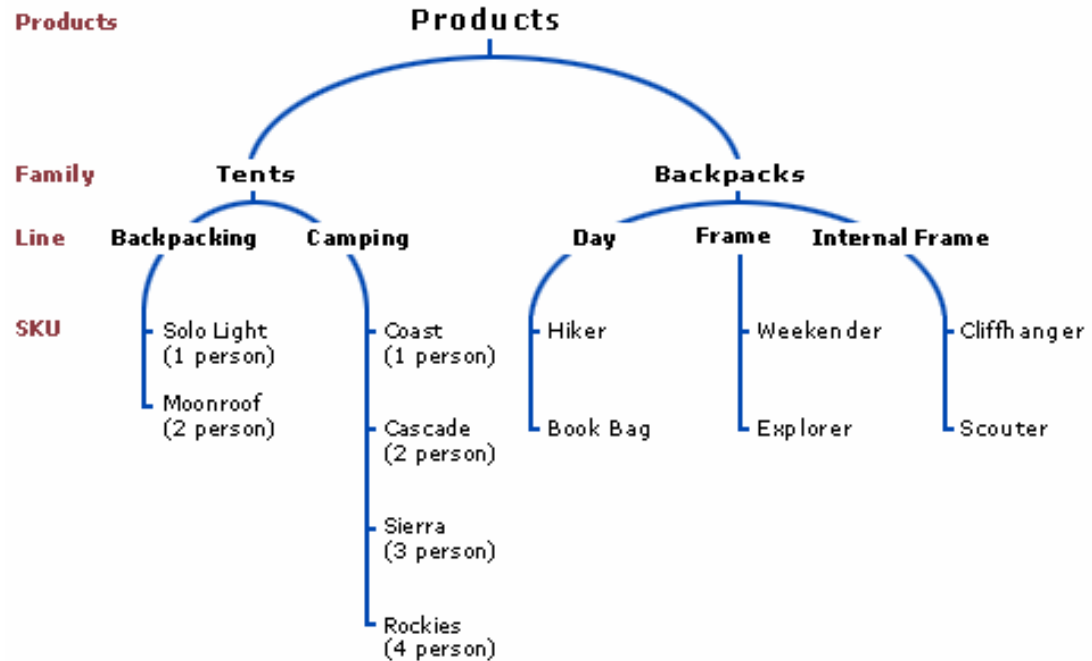 Products
Products
Family
Tents
Backpacks
Line
Backpacking
Camping
Day
Frame
Internal Frame
SKU
Solo Light
(1 person)
Moonroof
(2 person)
Coast
(1 person)
Cascade
(2 person)
Sierra
(3 person)
Rockies
(4 person)
Hiker
Book Bag
Weekender
Explorer
Cliffhanger
Scouter